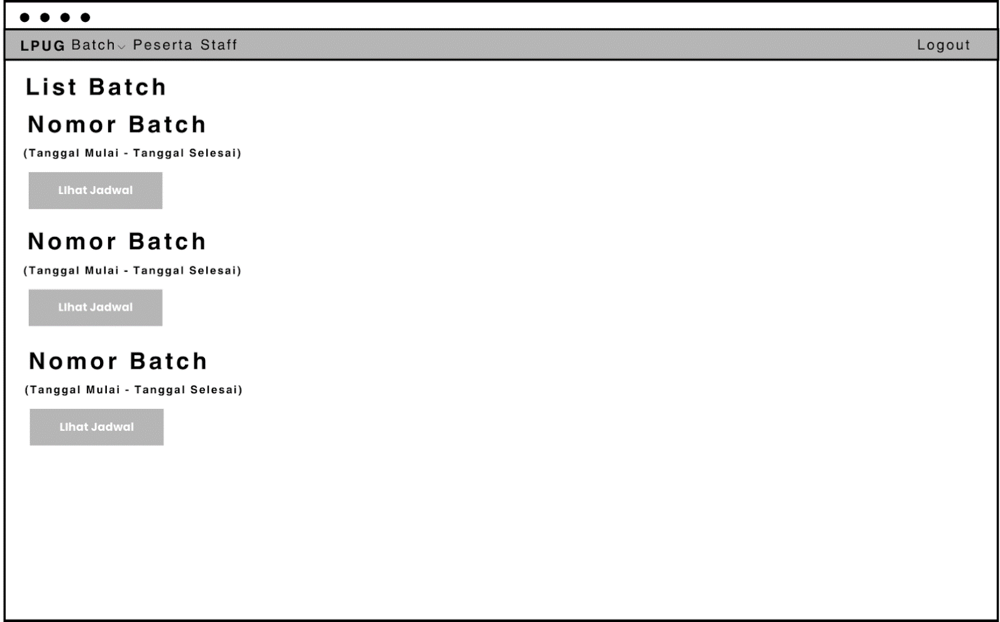 LPUG Batch Peserta Staff Logout
List Batch
Nomor Batch
(Tanggal Mulai - Tanggal Selesai)
LIhat Jadwal
Nomor Batch
(Tanggal Mulai - Tanggal Selesai)
LIhat Jadwal
Nomor Batch
(Tanggal Mulai - Tanggal Selesai)
LIhat Jadwal